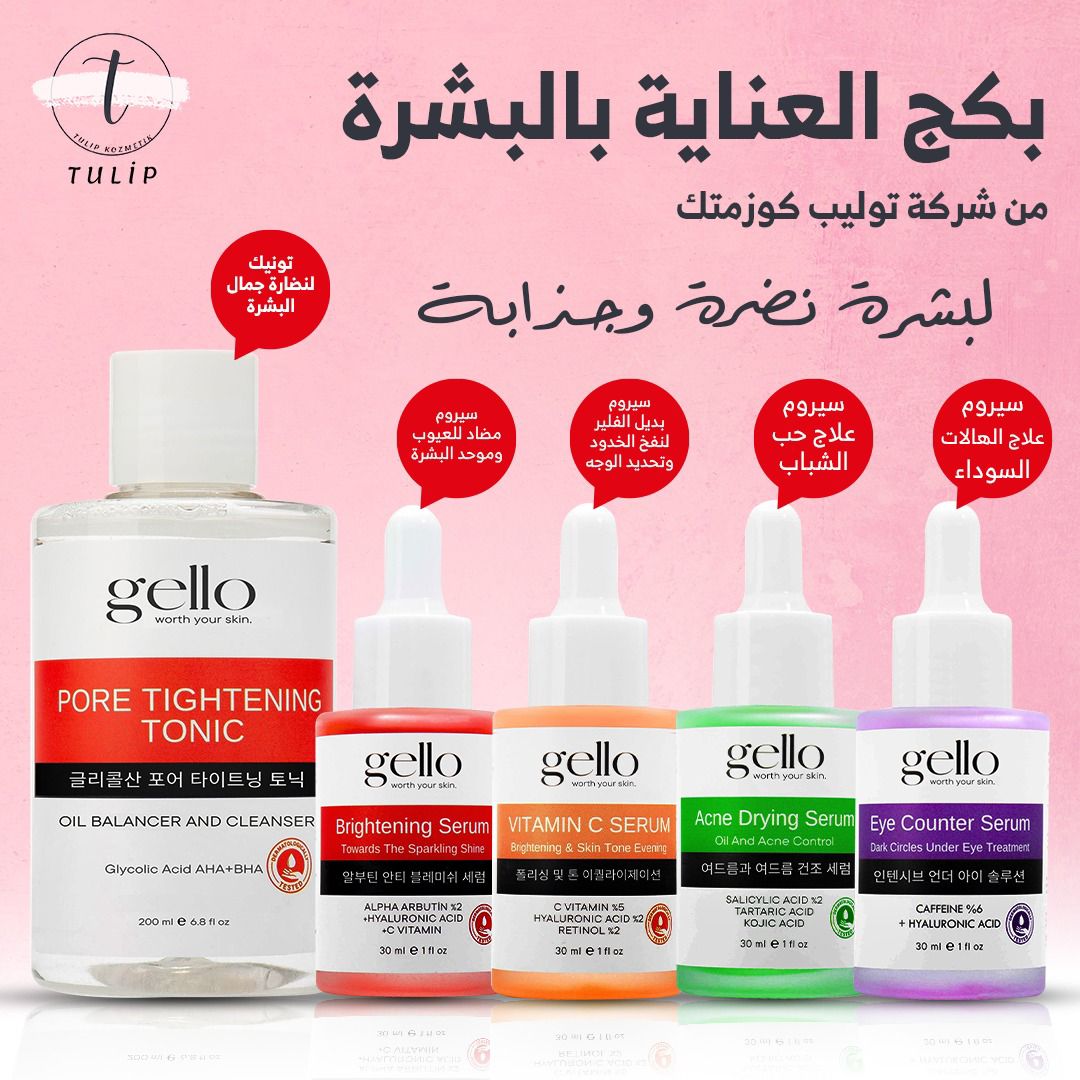 t
TULIP KOZMETIK
TULİP
بكج العناية بالبشرة
من شركة توليب كوزمتك
لبشرة نضرة وجذابة
تونيك
لنضارة جمال
البشرة
سيروم
مضاد للعيوب
وموحد البشرة
سيروم
بديل الفلير
لنفخ الخدود
وتحديد الوجه
سيروم
علاج حب
الشباب
سيروم
علاج الهالات
السوداء
gello
worth your skin.
PORE TIGHTENING
TONIC
글리콜산 포어 타이트닝 토닉
OIL BALANCER AND CLEANSER
Glycolic Acid AHA+BHA
DERMATOLOGICALLY
TESTED
200 ml e 6.8 fl oz
gello
worth your skin.
Brightening Serum
Towards The Sparkling Shine
알부틴 안티 블레미쉬 세럼
ALPHA ARBUTİN %2
+HYALURONIC ACID
+C VITAMIN
30 ml e 1 fl oz
gello
worth your skin.
VITAMIN C SERUM
Brightening & Skin Tone Evening
폴리싱 및 톤 이퀄라이제이션
C VITAMIN %5
HYALURONIC ACID %2
RETINOL %2
30 ml e 1 fl oz
gello
worth your skin.
Acne Drying Serum
Oil And Acne Control
여드름과 여드름 건조 세럼
SALICYLIC ACID %2
TARTARIC ACID
KOJIC ACID
30 ml e 1 fl oz
gello
worth your skin.
Eye Counter Serum
Dark Circles Under Eye Treatment
인텐시브 언더 아이 솔루션
CAFFEINE %6
+ HYALURONIC ACID
30 ml e 1 fl oz